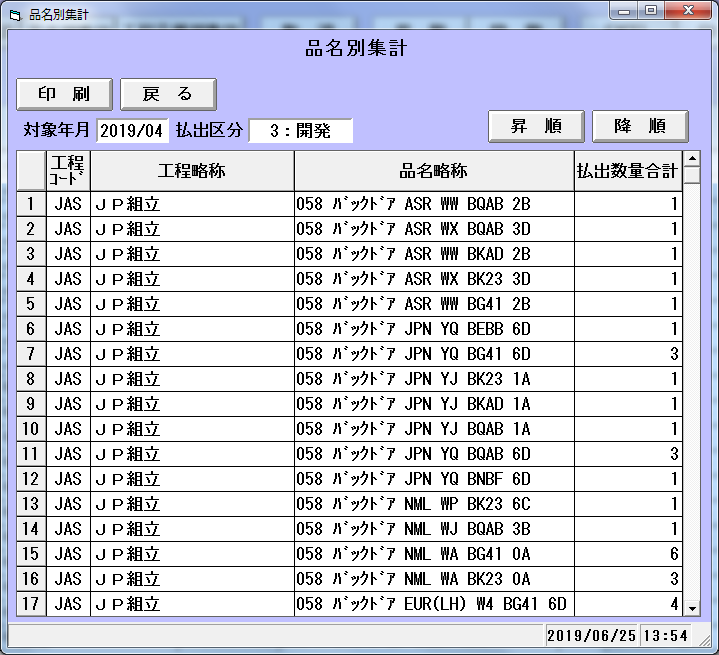 品名別集計
品名別集計
印　刷　戻　る
対象年月 2019/04 払出区分 3：開発 昇　順 降　順
工程ｺｰﾄﾞ 工程略称 品名略称 払出数量合計
1 JAS ＪＰ組立 058 ﾊﾞｯｸﾄﾞｱ ASR WW BQAB 2B 1
2 JAS ＪＰ組立 058 ﾊﾞｯｸﾄﾞｱ ASR WX BQAB 3D 1
3 JAS ＪＰ組立 058 ﾊﾞｯｸﾄﾞｱ ASR WW BKAD 2B 1
4 JAS ＪＰ組立 058 ﾊﾞｯｸﾄﾞｱ ASR WX BK23 3D 1
5 JAS ＪＰ組立 058 ﾊﾞｯｸﾄﾞｱ ASR WW BG41 2B 1
6 JAS ＪＰ組立 058 ﾊﾞｯｸﾄﾞｱ JPN YQ BEBB 6D 1
7 JAS ＪＰ組立 058 ﾊﾞｯｸﾄﾞｱ JPN YQ BG41 6D 3
8 JAS ＪＰ組立 058 ﾊﾞｯｸﾄﾞｱ JPN YJ BK23 1A 1
9 JAS ＪＰ組立 058 ﾊﾞｯｸﾄﾞｱ JPN YJ BKAD 1A 1
10 JAS ＪＰ組立 058 ﾊﾞｯｸﾄﾞｱ JPN YJ BQAB 1A 1
11 JAS ＪＰ組立 058 ﾊﾞｯｸﾄﾞｱ JPN YQ BQAB 6D 3
12 JAS ＪＰ組立 058 ﾊﾞｯｸﾄﾞｱ JPN YQ BNBF 6D 1
13 JAS ＪＰ組立 058 ﾊﾞｯｸﾄﾞｱ NML WP BK23 6C 1
14 JAS ＪＰ組立 058 ﾊﾞｯｸﾄﾞｱ NML WJ BQAB 3B 1
15 JAS ＪＰ組立 058 ﾊﾞｯｸﾄﾞｱ NML WA BG41 0A 6
16 JAS ＪＰ組立 058 ﾊﾞｯｸﾄﾞｱ NML WA BK23 0A 3
17 JAS ＪＰ組立 058 ﾊﾞｯｸﾄﾞｱ EUR(LH) W4 BG41 6D 4
2019/06/25 13:54